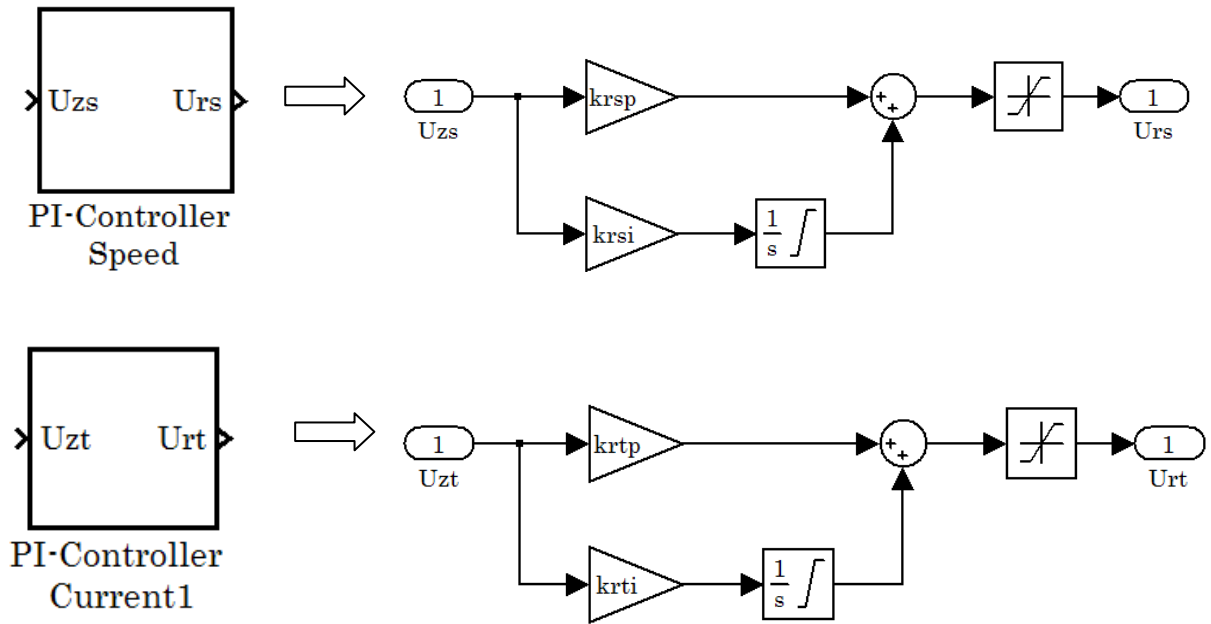 Uzs Urs
PI-Controller
Speed
1
Uzs
krsp
krsi
1
s
+
+
1
Urs
Uzt Urt
PI-Controller
Current1
1
Uzt
krtp
krti
1
s
+
+
1
Urt